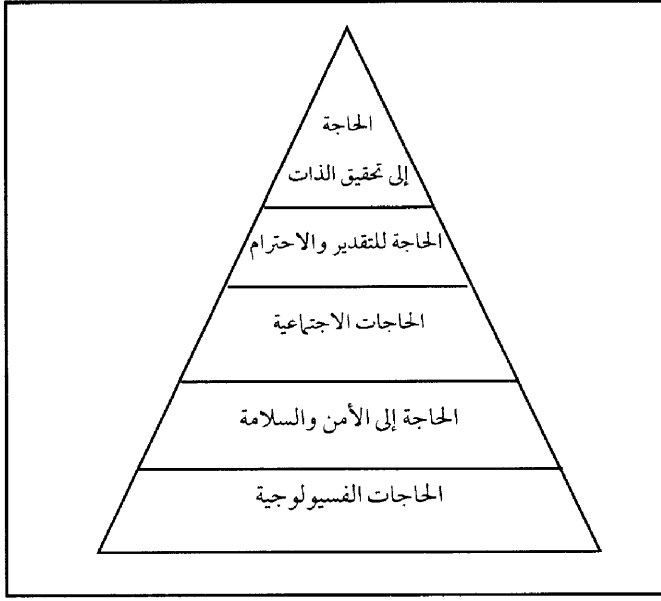 الحاجة
إلى تحقيق الذات
الحاجة للتقدير والاحترام
الحاجات الاجتماعية
الحاجة إلى الأمن والسلامة
الحاجات الفسيولوجية